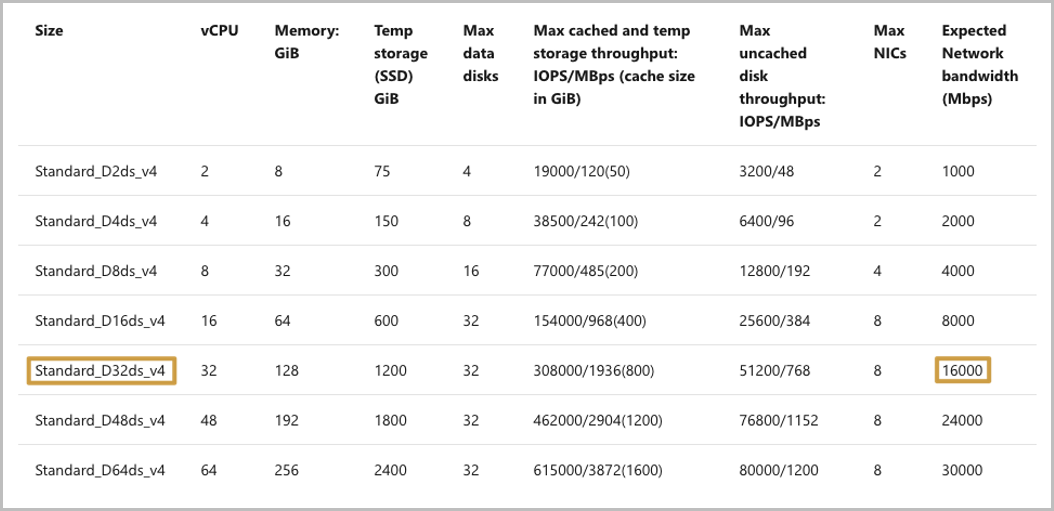 Size vCPU Memory: GiB Temp storage (SSD) GiB Max data disks Max cached and temp storage throughput: IOPS/MBps (cache size in GiB) Max uncached disk throughput: IOPS/MBps Max NICs Expected Network bandwidth (Mbps)
Standard_D2ds_v4 2 8 75 4 19000/120(50) 3200/48 2 1000
Standard_D4ds_v4 4 16 150 8 38500/242(100) 6400/96 2 2000
Standard_D8ds_v4 8 32 300 16 77000/485(200) 12800/192 4 4000
Standard_D16ds_v4 16 64 600 32 154000/968(400) 25600/384 8 8000
Standard_D32ds_v4 32 128 1200 32 308000/1936(800) 51200/768 8 16000
Standard_D48ds_v4 48 192 1800 32 462000/2904(1200) 76800/1152 8 24000
Standard_D64ds_v4 64 256 2400 32 615000/3872(1600) 80000/1200 8 30000